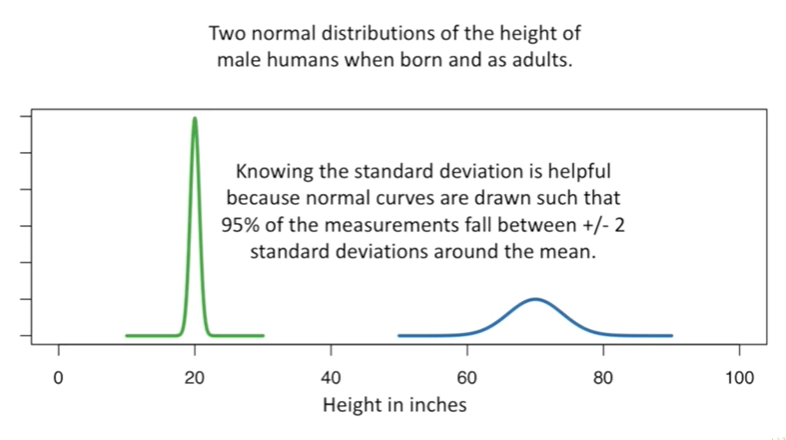 Two normal distributions of the height of
male humans when born and as adults.
Knowing the standard deviation is helpful
because normal curves are drawn such that
95% of the measurements fall between +/- 2
standard deviations around the mean.
0 20 40 60 80 100
Height in inches